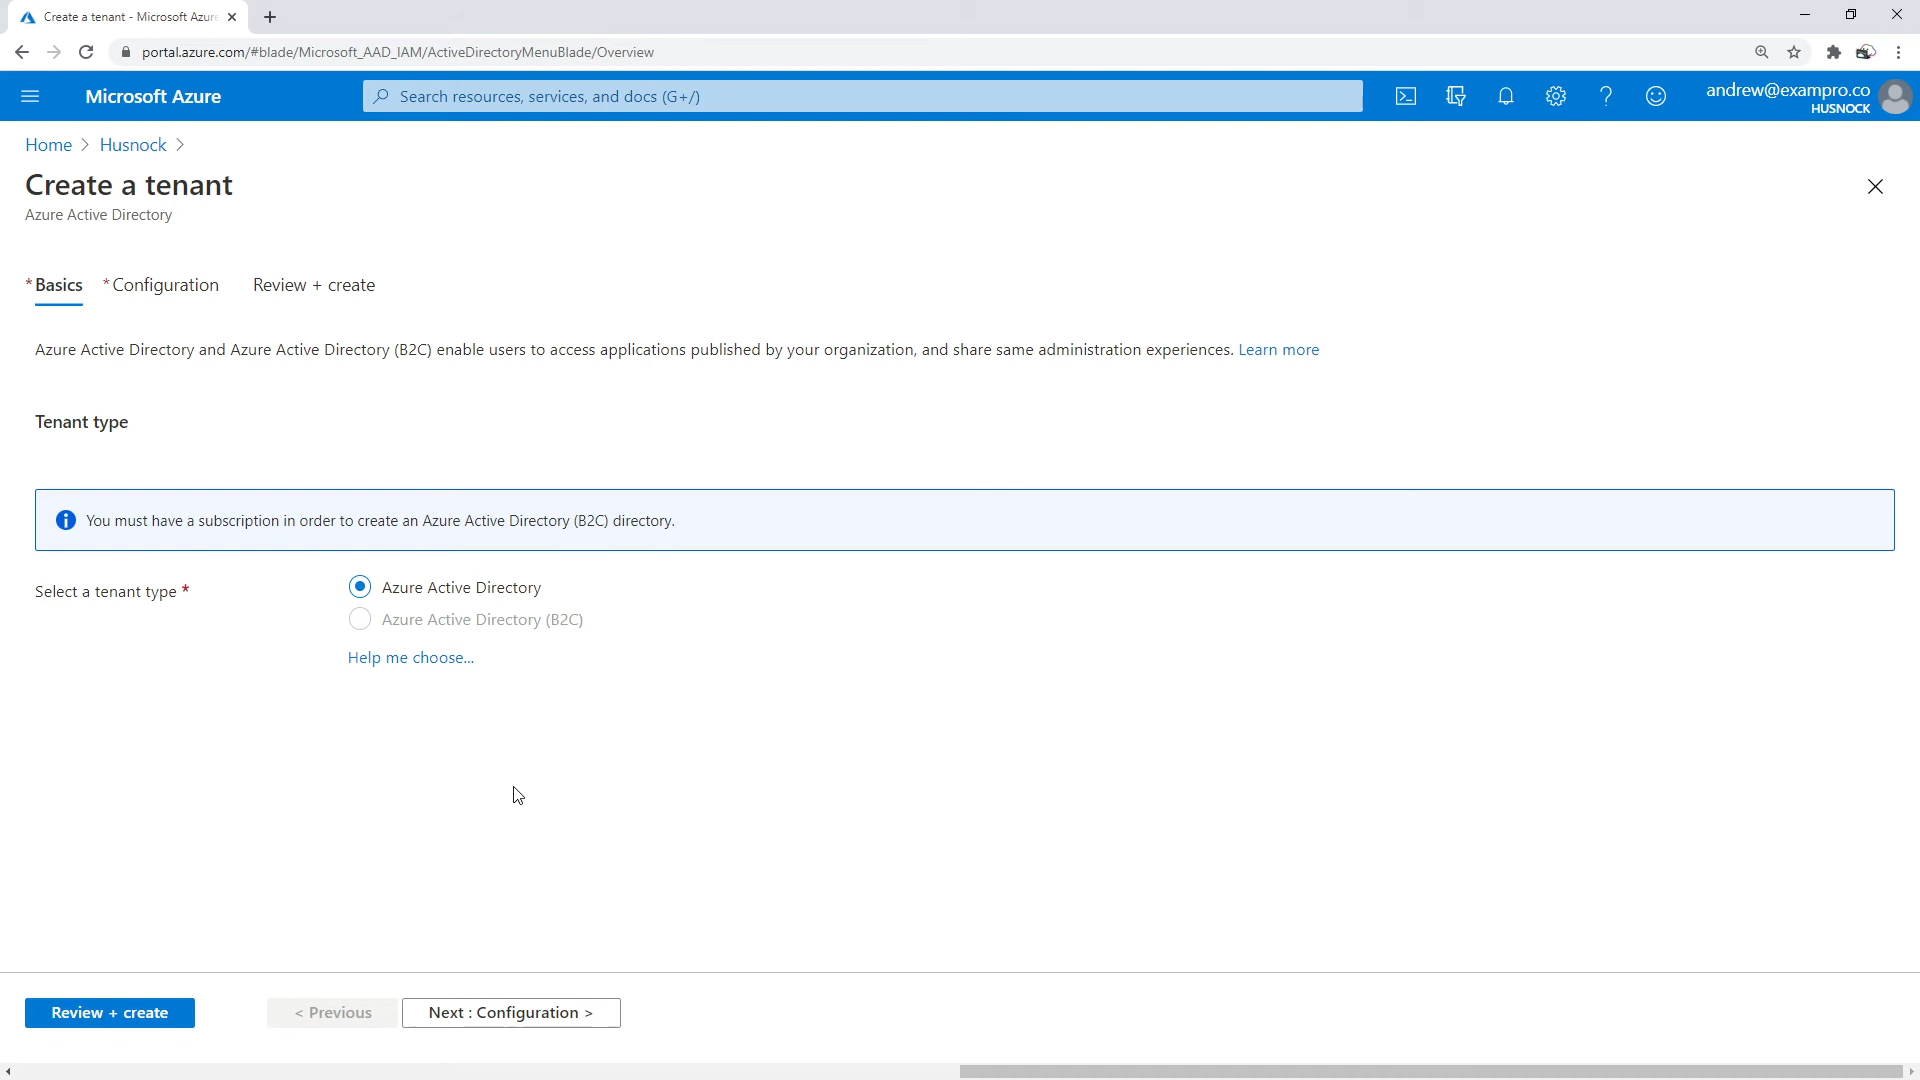 Create a tenant - Microsoft Azure
portal.azure.com/#blade/Microsoft_AAD_IAM/ActiveDirectoryMenuBlade/Overview
Microsoft Azure
Search resources, services, and docs (G+/)
andrew@exampro.co
HUSNOCK
Home > Husnock >
Create a tenant
Azure Active Directory
* Basics * Configuration Review + create
Azure Active Directory and Azure Active Directory (B2C) enable users to access applications published by your organization, and share same administration experiences. Learn more
Tenant type
You must have a subscription in order to create an Azure Active Directory (B2C) directory.
Select a tenant type *
Azure Active Directory
Azure Active Directory (B2C)
Help me choose...
Review + create
< Previous
Next : Configuration >